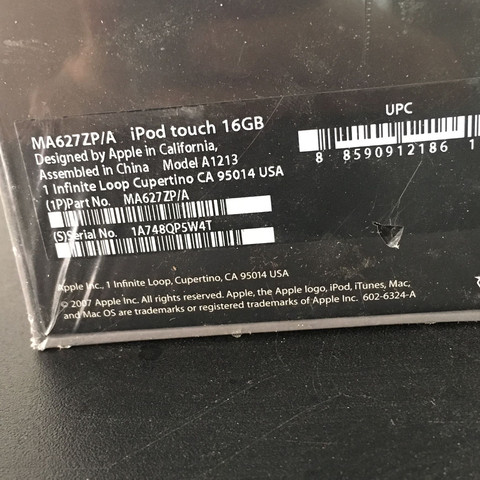 MA627ZP/A iPod touch 16GB
Designed by Apple in California,
Assembled in China Model A1213
1 Infinite Loop Cupertino CA 95014 USA
(1P)Part No. MA627ZP/A
(S)Serial No. 1A748QP5W4T
UPC
8 8590912186 1
Apple Inc., 1 Infinite Loop, Cupertino, CA 95014 USA
© 2007 Apple Inc. All rights reserved. Apple, the Apple logo, iPod, iTunes, Mac,
and Mac OS are trademarks or registered trademarks of Apple Inc. 602-6324-A